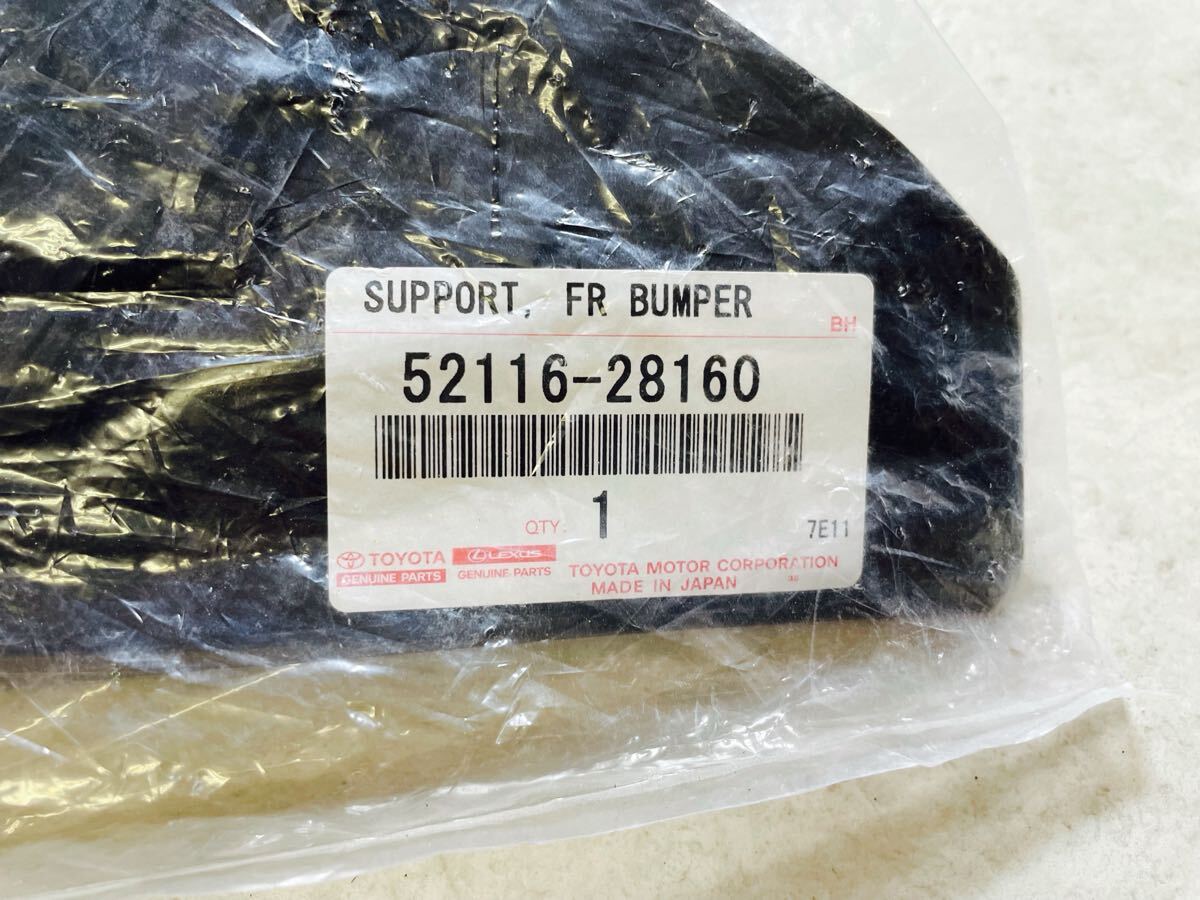 SUPPORT, FR BUMPER
BH
52116-28160
QTY. 1
7E11
TOYOTA
GENUINE PARTS
LEXUS
GENUINE PARTS
TOYOTA MOTOR CORPORATION
MADE IN JAPAN